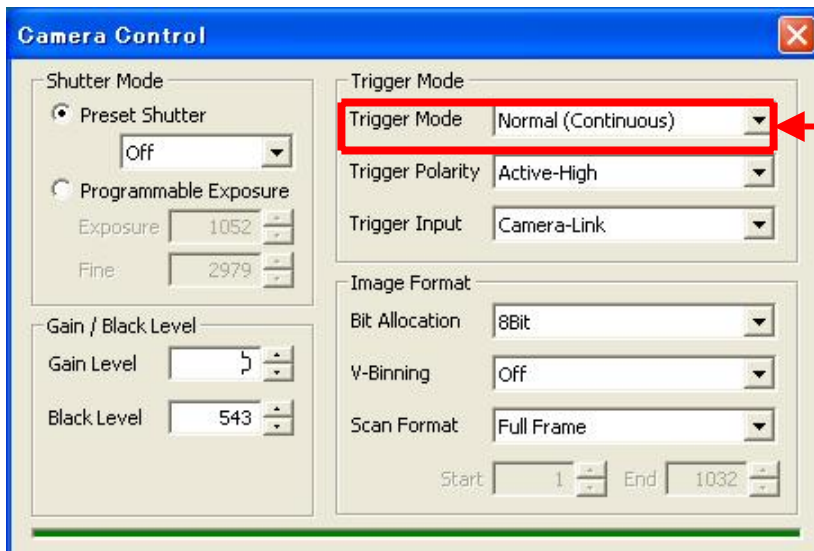 Camera Control
Shutter Mode
Preset Shutter
Off
Programmable Exposure
Exposure 1052
Fine 2979
Gain / Black Level
Gain Level
Black Level 543
Trigger Mode
Trigger Mode Normal (Continuous)
Trigger Polarity Active-High
Trigger Input Camera-Link
Image Format
Bit Allocation 8Bit
V-Binning Off
Scan Format Full Frame
Start 1 End 1032